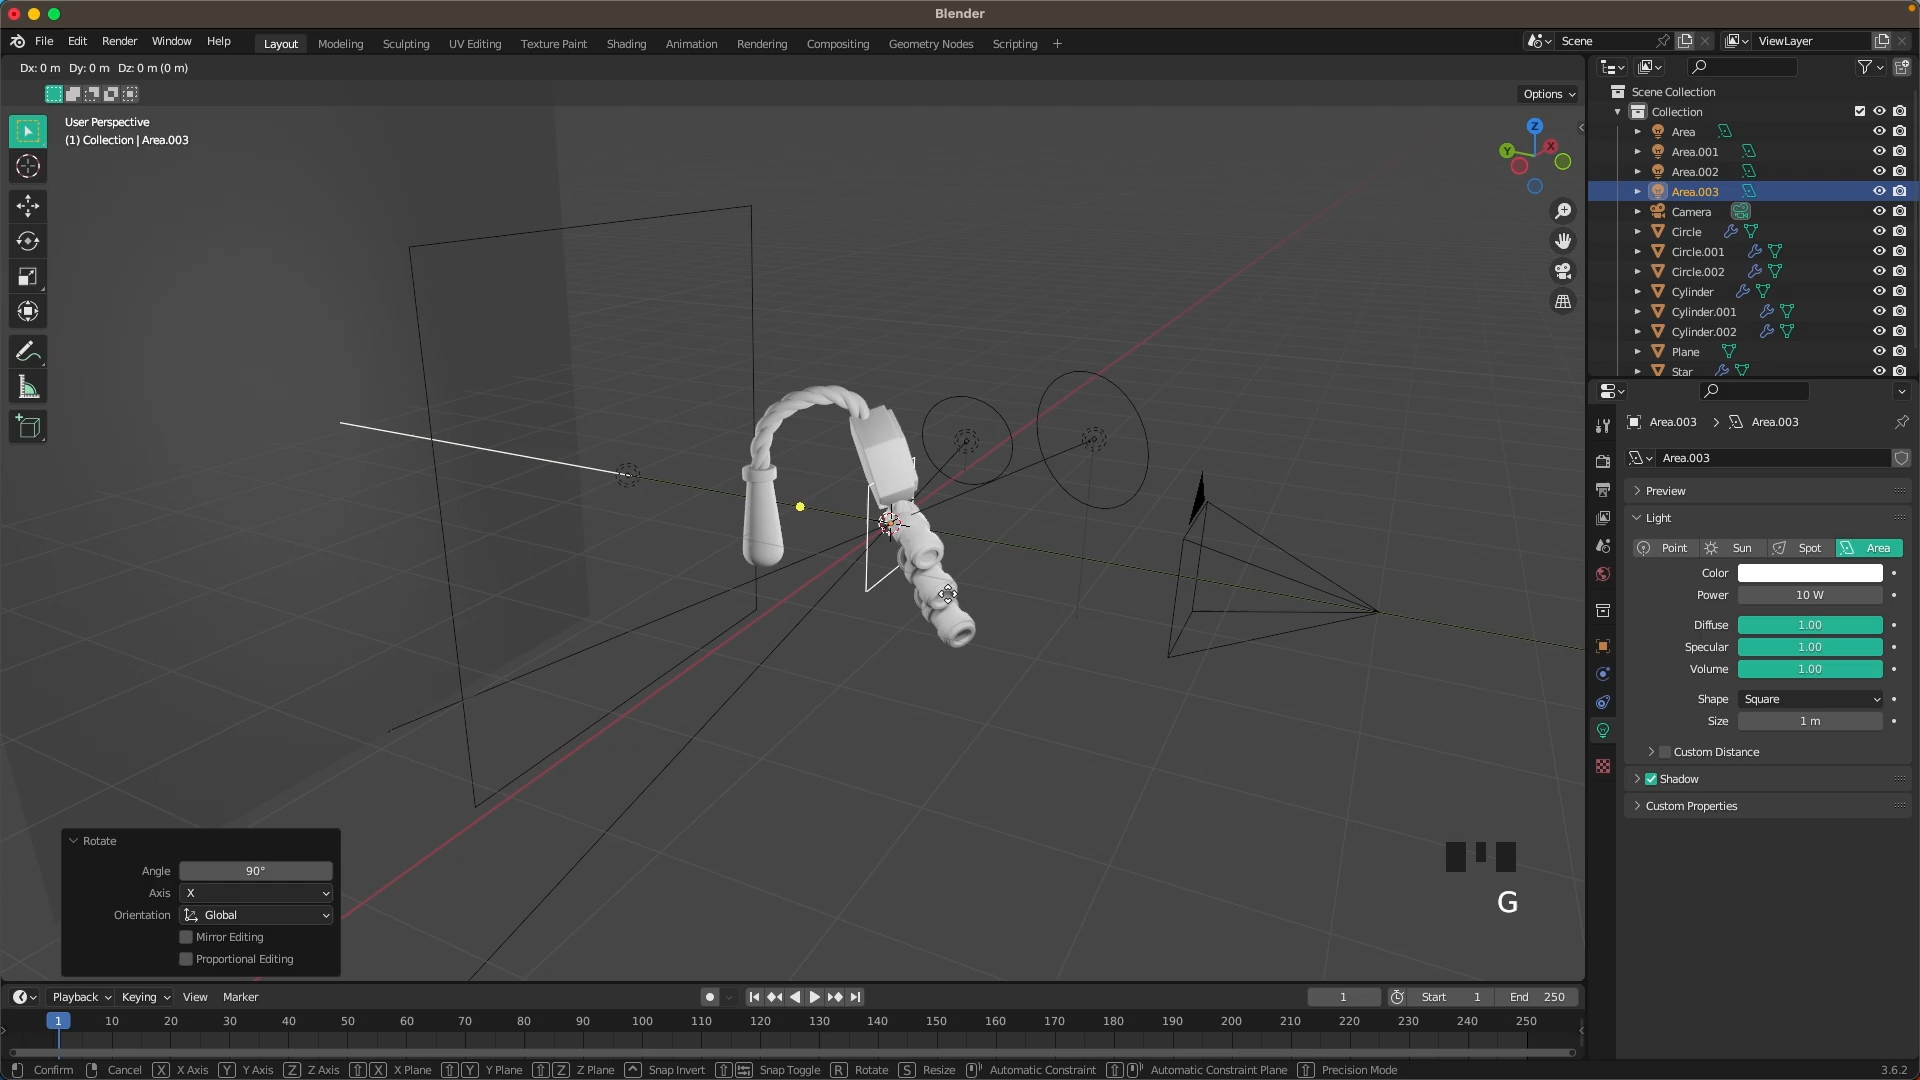 Blender
File Edit Render Window Help
Layout Modeling Sculpting UV Editing Texture Paint Shading Animation Rendering Compositing Geometry Nodes Scripting +
Scene
ViewLayer
Dx: 0 m Dy: 0 m Dz: 0 m (0 m)
Options
User Perspective
(1) Collection | Area.003
Z
X
Y
Scene Collection
Collection
Area
Area.001
Area.002
Area.003
Camera
Circle
Circle.001
Circle.002
Cylinder
Cylinder.001
Cylinder.002
Plane
Star
Area.003 > Area.003
Area.003
Preview
Light
Point Sun Spot Area
Color
Power 10 W
Diffuse 1.00
Specular 1.00
Volume 1.00
Shape Square
Size 1 m
Custom Distance
Shadow
Custom Properties
Rotate
Angle 90°
Axis X
Orientation Global
Mirror Editing
Proportional Editing
G
Playback Keying View Marker
1 Start 1 End 250
1 10 20 30 40 50 60 70 80 90 100 110 120 130 140 150 160 170 180 190 200 210 220 230 240 250
Confirm Cancel X X Axis Y Y Axis Z Z Axis X X Plane Y Y Plane Z Z Plane Snap Invert Snap Toggle R Rotate S Resize Automatic Constraint Automatic Constraint Plane Precision Mode 3.6.2